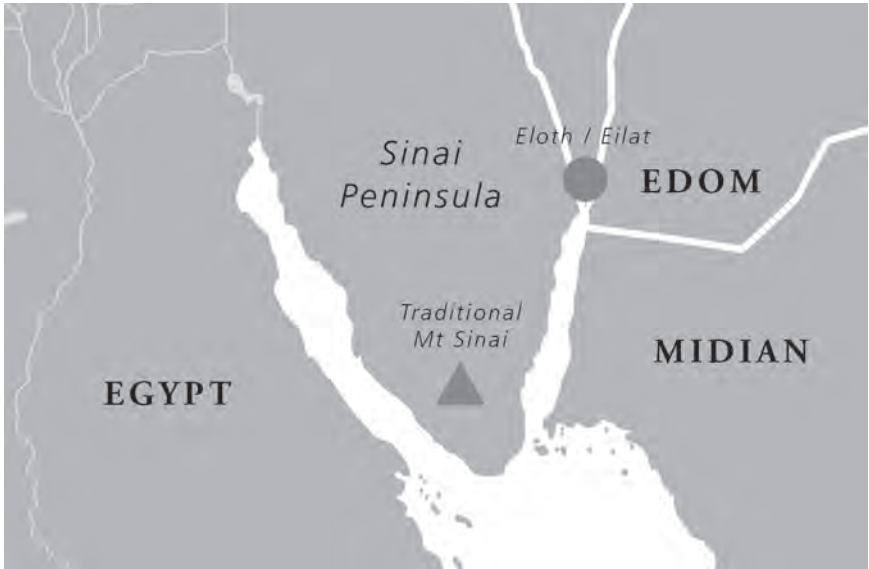 Eloth / Eilat
Sinai
Peninsula
EDOM
Traditional
Mt Sinai
MIDIAN
EGYPT